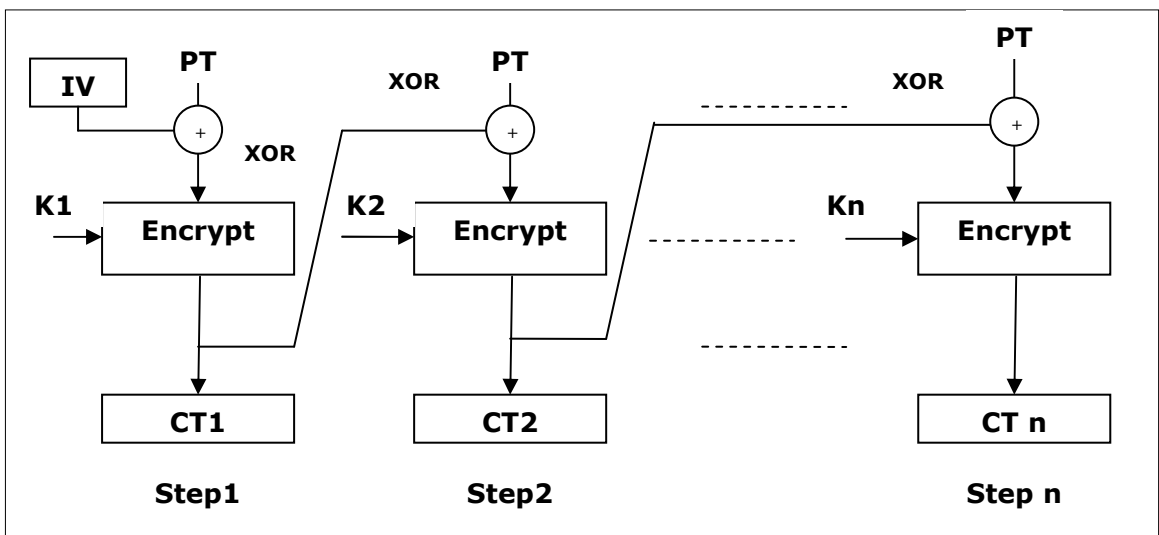 PT
PT
PT
IV
XOR
XOR
+
+
+
XOR
K1
K2
Kn
Encrypt
Encrypt
Encrypt
CT1
CT2
CT n
Step1
Step2
Step n